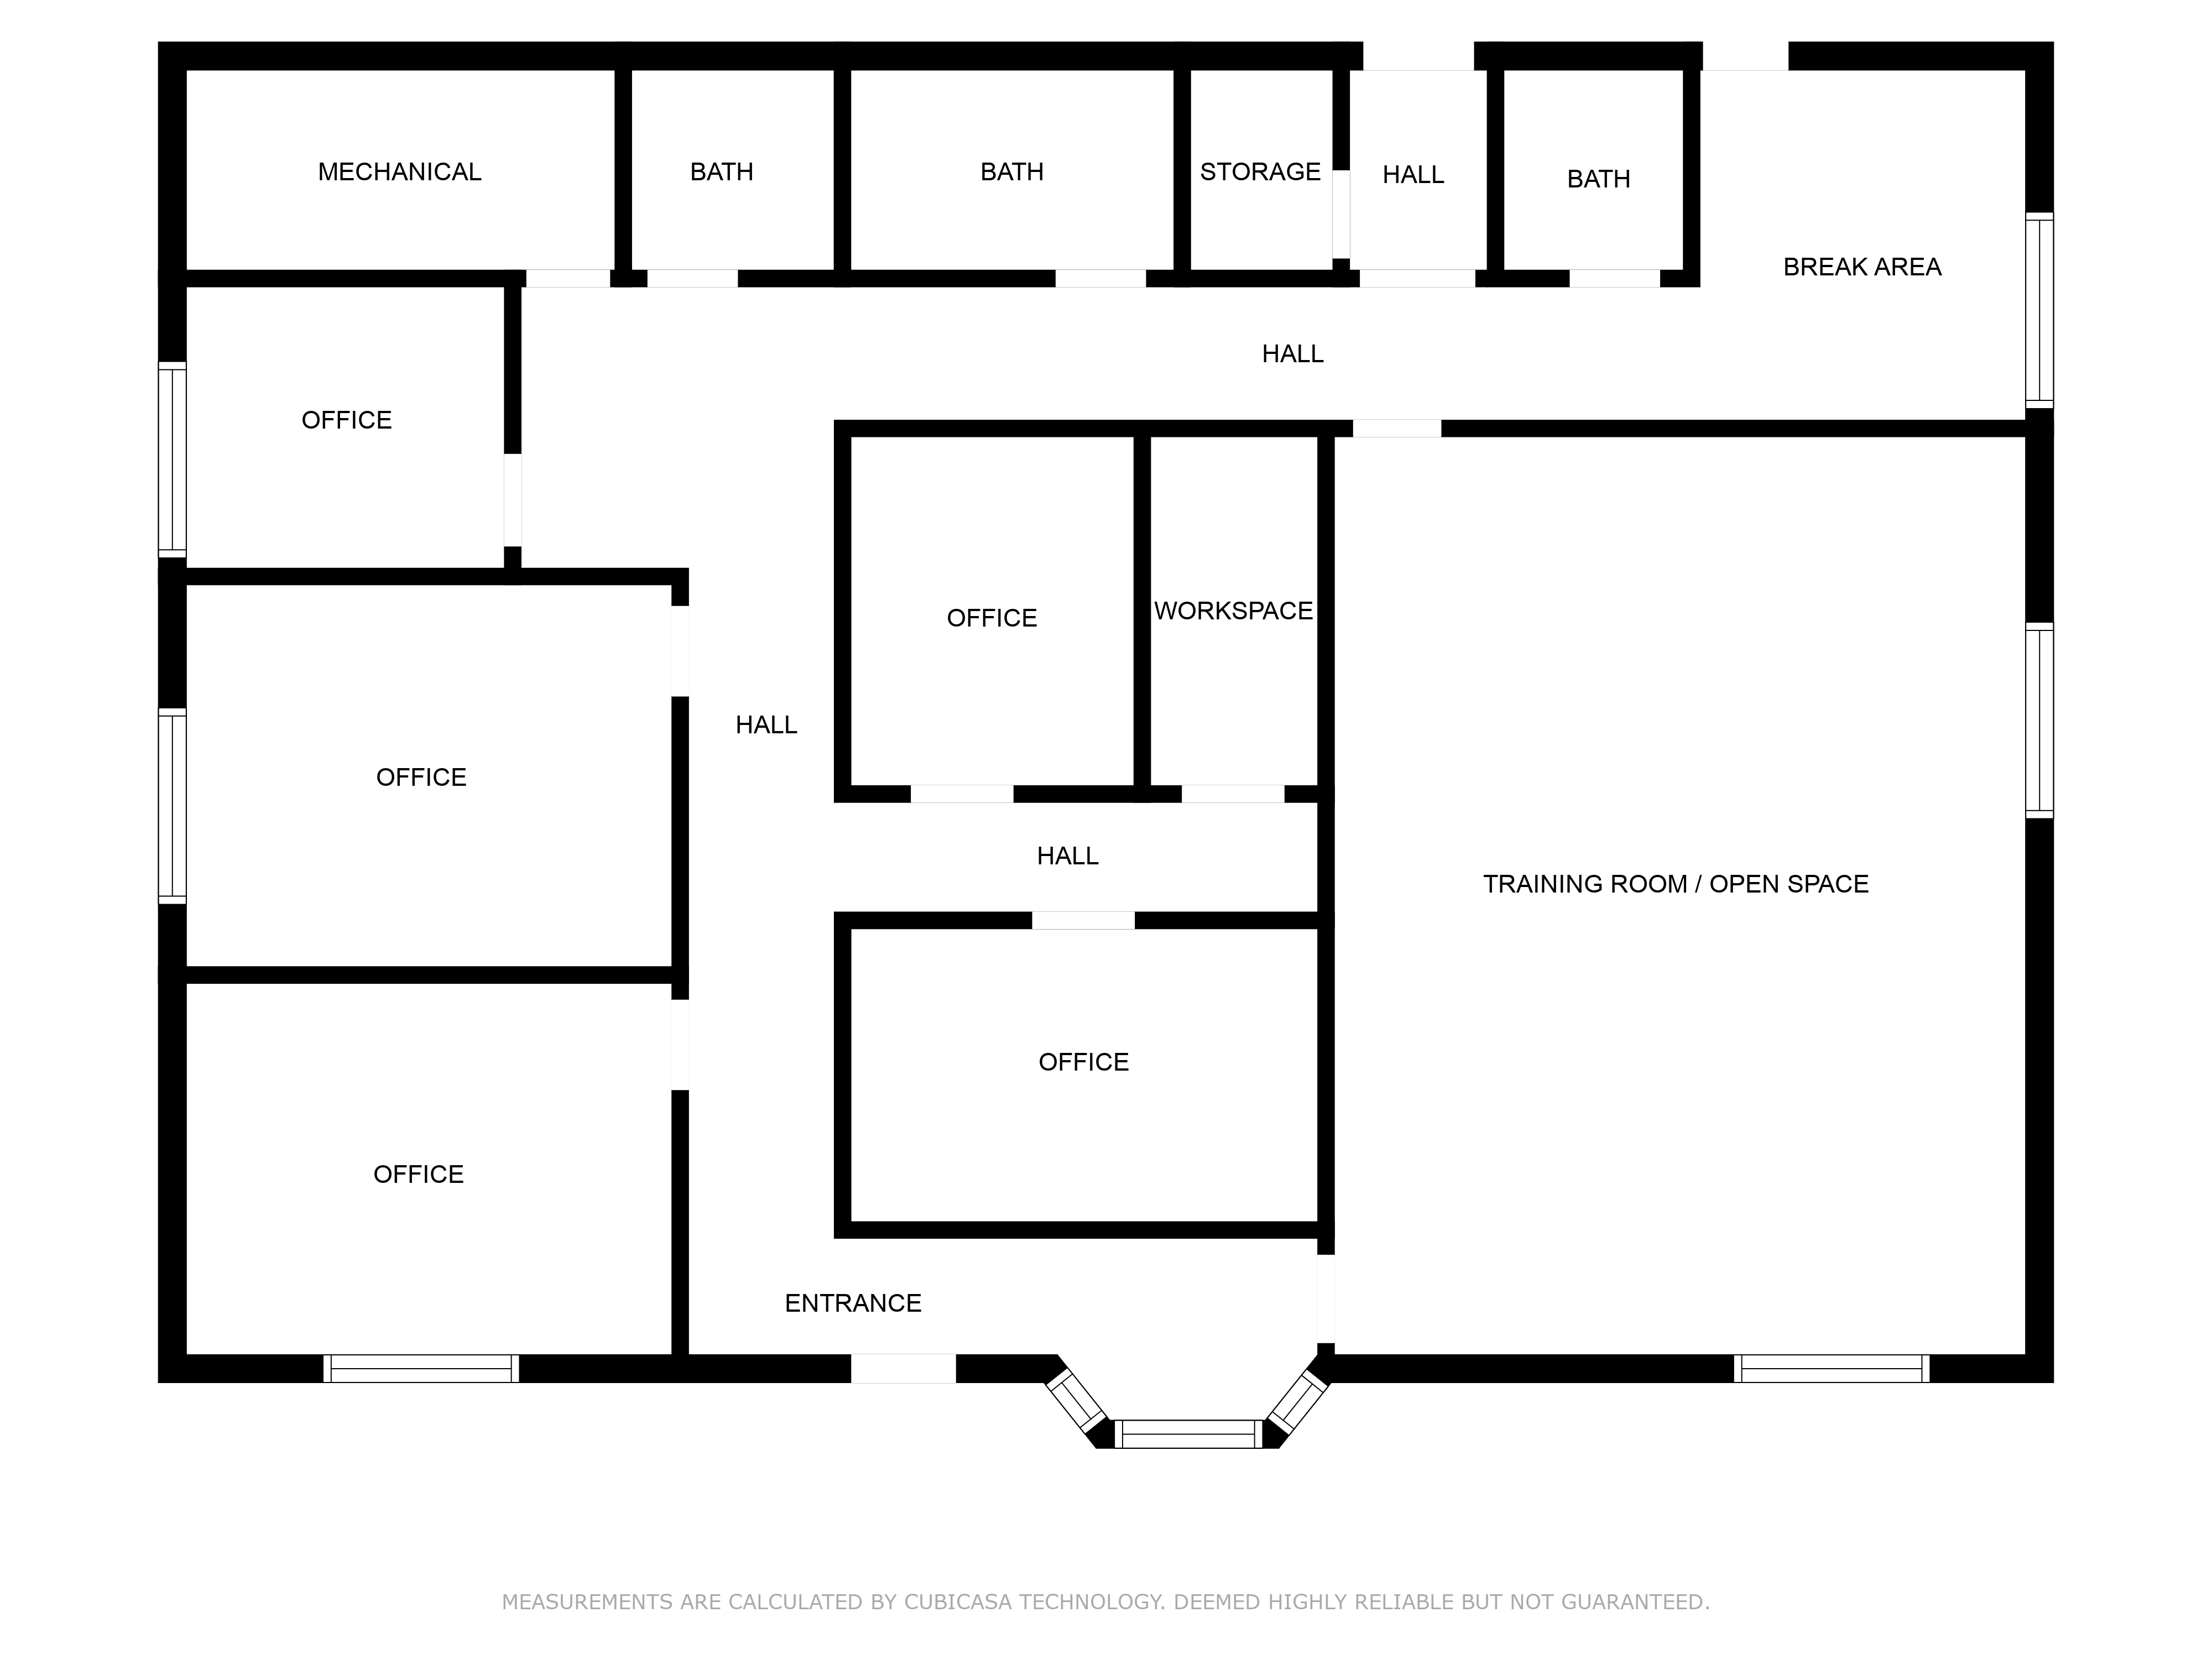 MECHANICAL
BATH
BATH
STORAGE
HALL
BATH
BREAK AREA
HALL
OFFICE
OFFICE
WORKSPACE
HALL
OFFICE
HALL
TRAINING ROOM / OPEN SPACE
OFFICE
OFFICE
ENTRANCE
MEASUREMENTS ARE CALCULATED BY CUBICASA TECHNOLOGY. DEEMED HIGHLY RELIABLE BUT NOT GUARANTEED.